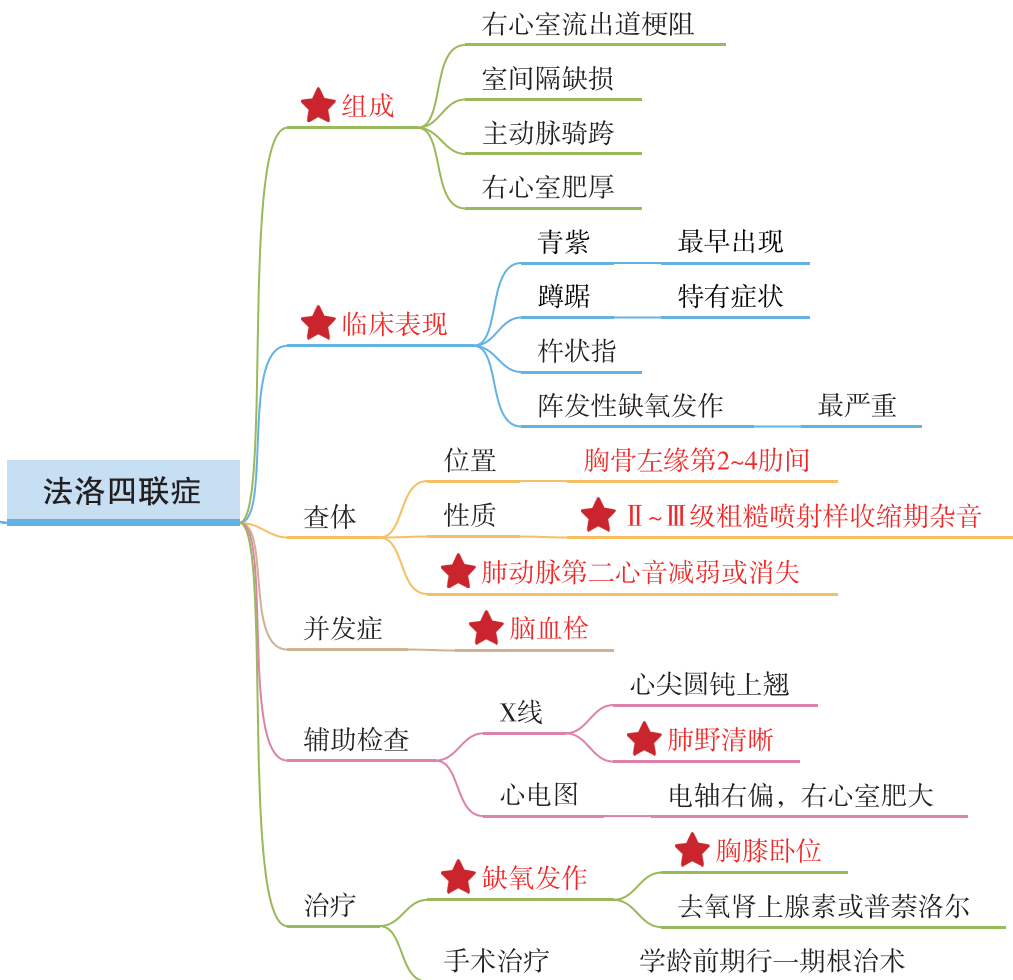 右心室流出道梗阻
室间隔缺损
组成
主动脉骑跨
右心室肥厚
青紫 最早出现
蹲踞 特有症状
临床表现
杵状指
阵发性缺氧发作 最严重
位置 胸骨左缘第2~4肋间
法洛四联症
查体
性质 Ⅱ~Ⅲ级粗糙喷射样收缩期杂音
肺动脉第二心音减弱或消失
并发症 脑血栓
心尖圆钝上翘
X线
辅助检查
肺野清晰
心电图 电轴右偏，右心室肥大
胸膝卧位
缺氧发作
治疗
去氧肾上腺素或普萘洛尔
手术治疗 学龄前期行一期根治术